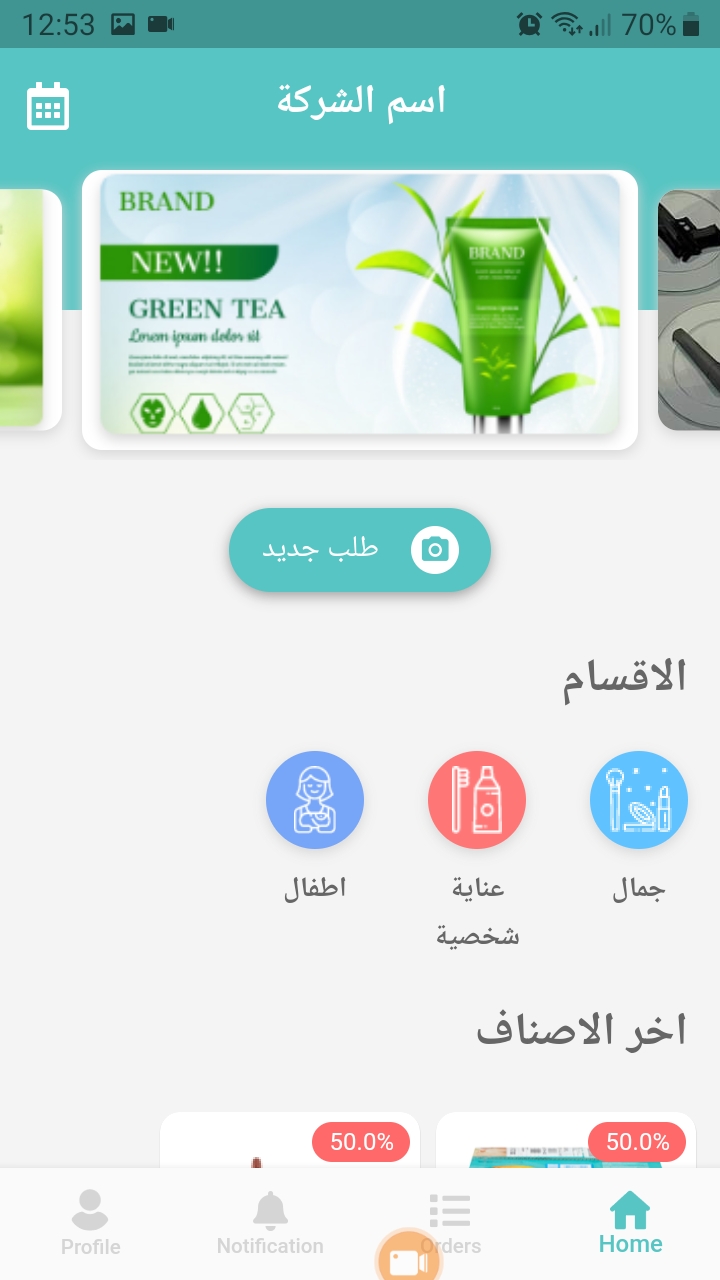 12:53
70%
اسم الشركة
BRAND
NEW!!
GREEN TEA
Lorem ipsum dolor sit
BRAND
طلب جديد
الاقسام
جمال
عناية
شخصية
اطفال
اخر الاصناف
50.0%
50.0%
Profile
Notification
Orders
Home